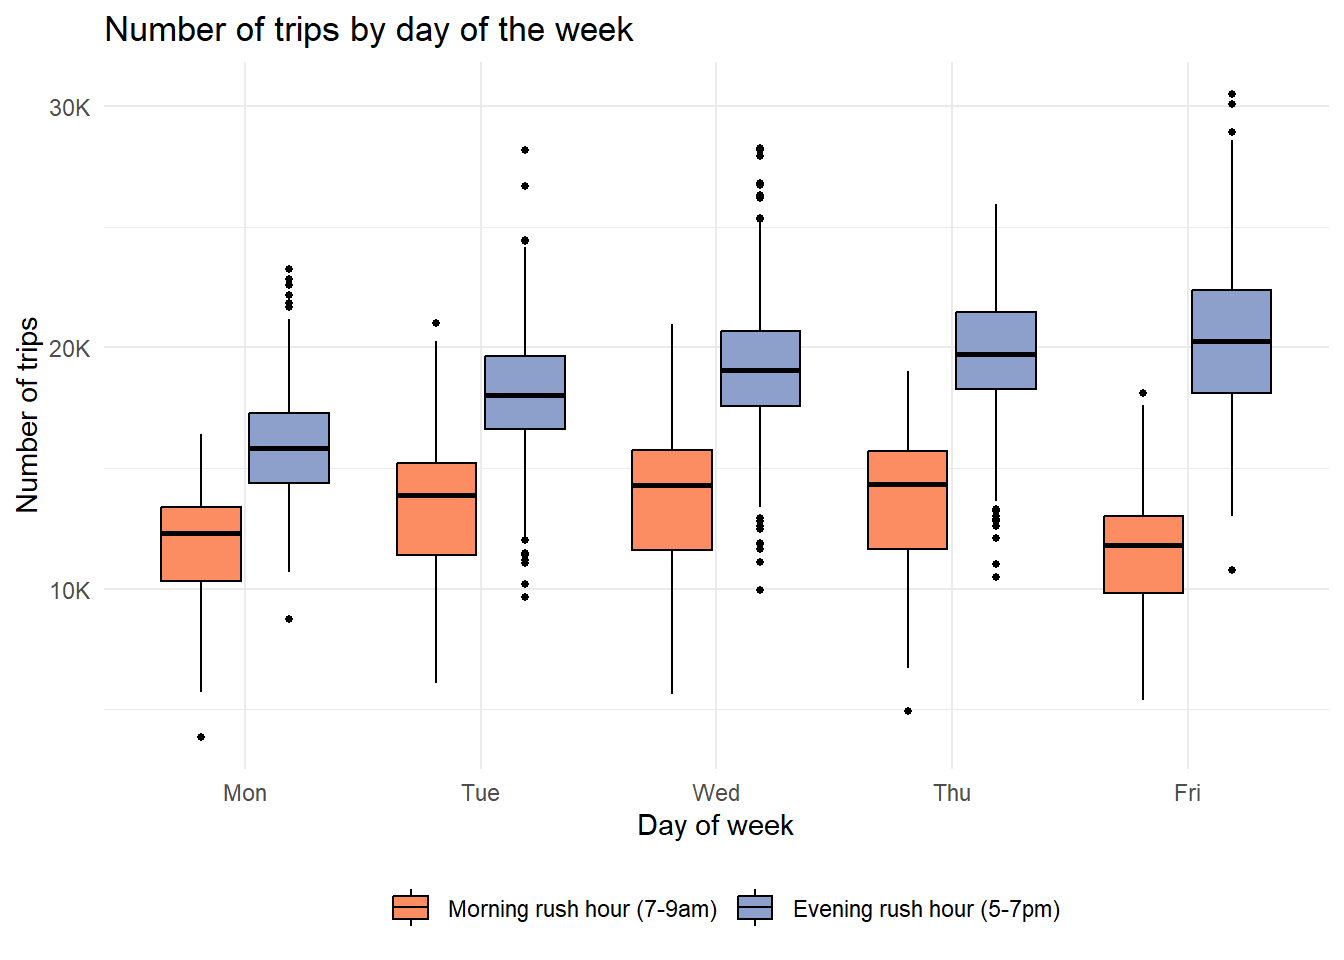 Number of trips by day of the week
30K
20K
10K
Number of trips
Mon Tue Wed Thu Fri
Day of week
Morning rush hour (7-9am) Evening rush hour (5-7pm)